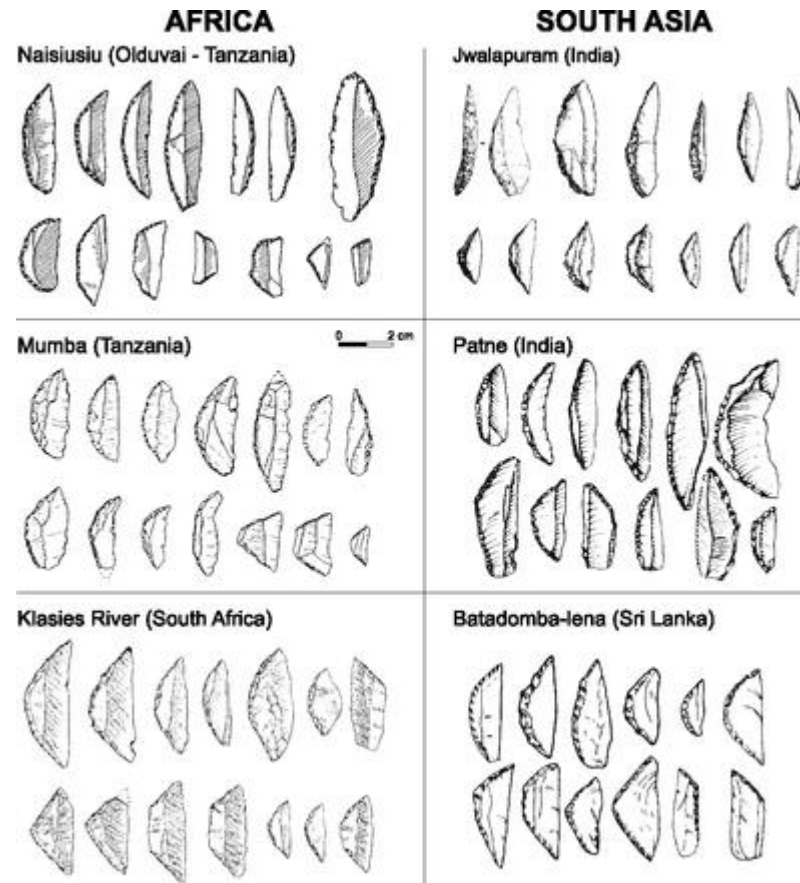 AFRICA
SOUTH ASIA
Naisiusiu (Olduvai - Tanzania)
Jwalapuram (India)
Mumba (Tanzania)
0 2 cm
Patne (India)
Klasies River (South Africa)
Batadomba-lena (Sri Lanka)